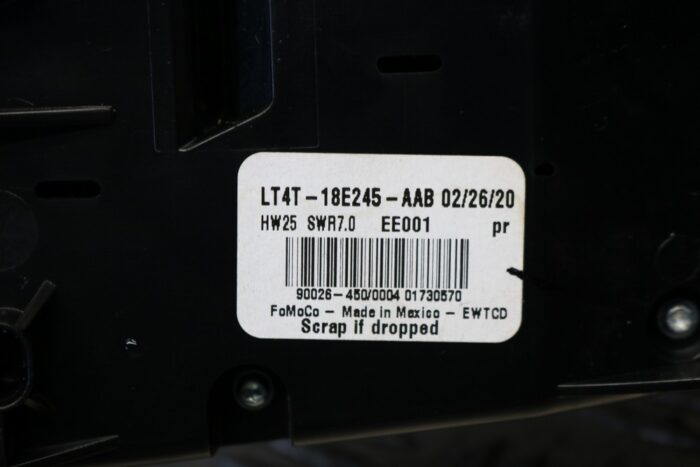 LT4T-18E245-AAB 02/26/20
HW25 SWR7.0 EE001 pr
90026-450/0004 01730570
FoMoCo - Made in Mexico - EWTCD
Scrap if dropped